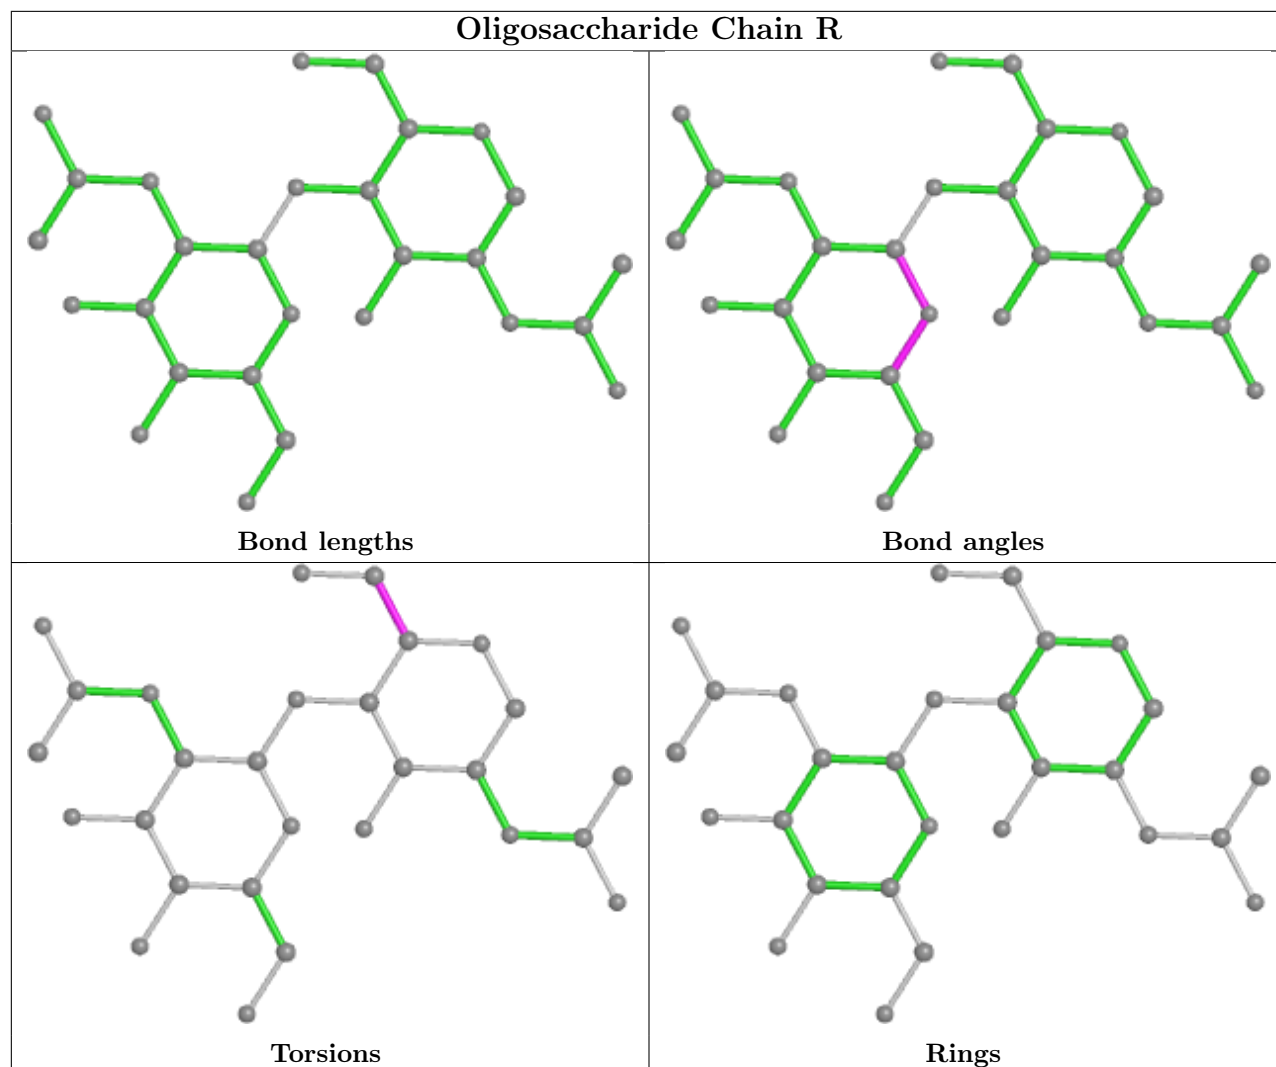 Oligosaccharide Chain R
Bond lengths
Bond angles
Torsions
Rings